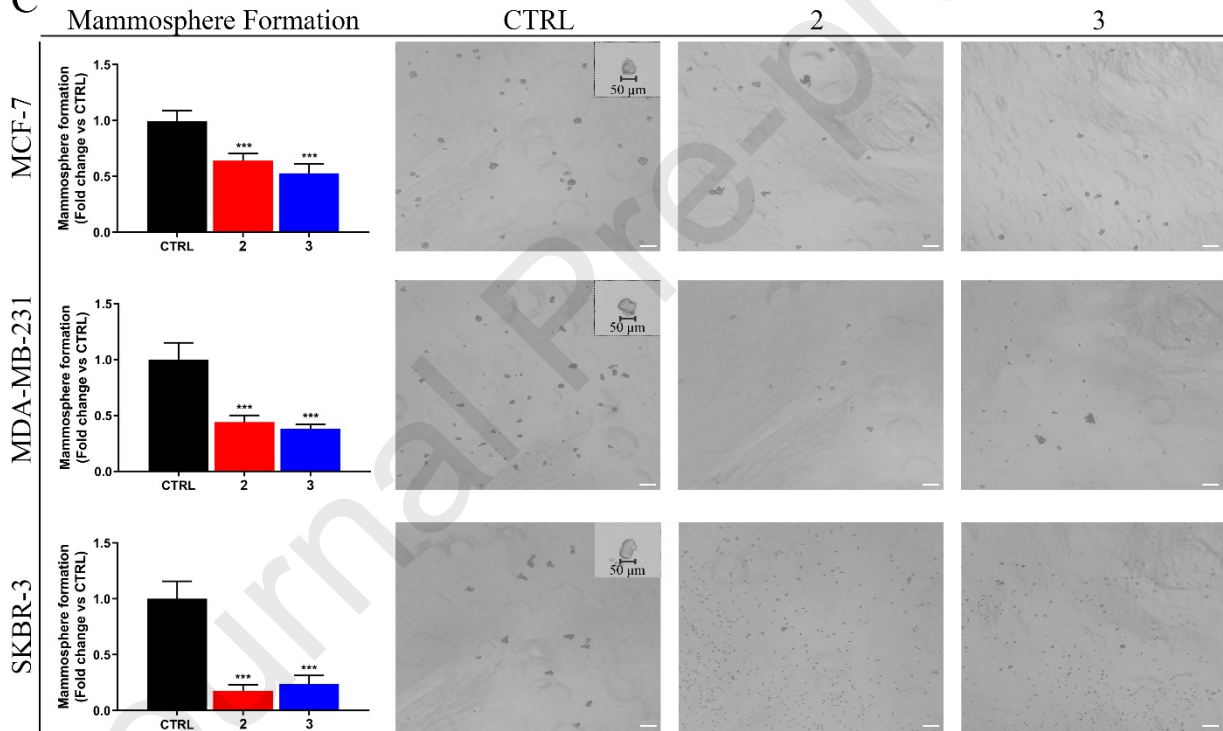 C
Mammosphere Formation CTRL 2 3
MCF-7
Mammosphere formation
(Fold change vs CTRL)
1.5
1.0
0.5
0.0
***
***
CTRL 2 3
50 µm
MDA-MB-231
Mammosphere formation
(Fold change vs CTRL)
1.5
1.0
0.5
0.0
***
***
CTRL 2 3
50 µm
SKBR-3
Mammosphere formation
(Fold change vs CTRL)
1.5
1.0
0.5
0.0
***
***
CTRL 2 3
50 µm
Journal Pre-pr